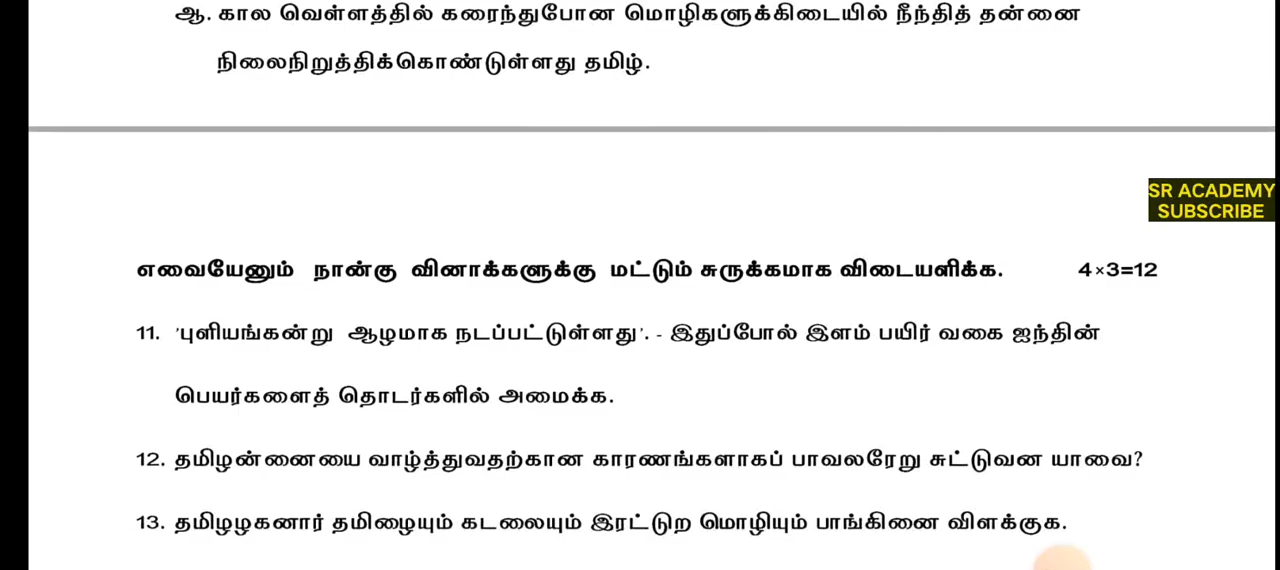 ஆ. கால வெள்ளத்தில் கரைந்துபோன மொழிகளுக்கிடையில் நீந்தித் தன்னை
நிலைநிறுத்திக்கொண்டுள்ளது தமிழ்.
SR ACADEMY
SUBSCRIBE
எவையேனும் நான்கு வினாக்களுக்கு மட்டும் சுருக்கமாக விடையளிக்க. 4×3=12
11. 'புளியங்கன்று ஆழமாக நடப்பட்டுள்ளது'. - இதுப்போல் இளம் பயிர் வகை ஐந்தின்
பெயர்களைத் தொடர்களில் அமைக்க.
12. தமிழன்னையை வாழ்த்துவதற்கான காரணங்களாகப் பாவலரேறு சுட்டுவன யாவை?
13. தமிழழகனார் தமிழையும் கடலையும் இரட்டுற மொழியும் பாங்கினை விளக்குக.